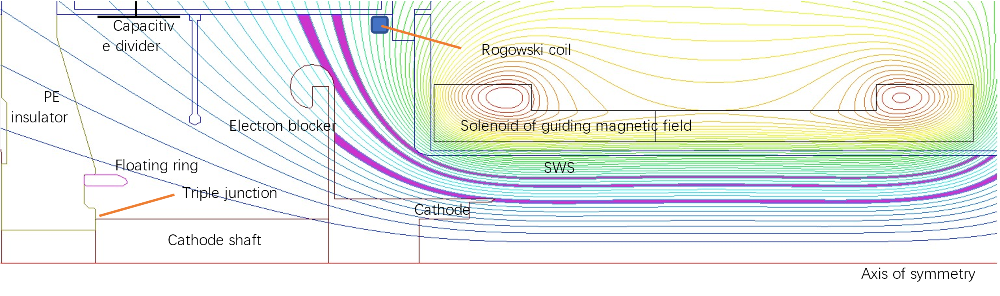 Capacitiv
e divider
Rogowski coil
PE
insulator
Electron blocker
Solenoid of guiding magnetic field
Floating ring
SWS
Triple junction
Cathode
Cathode shaft
Axis of symmetry